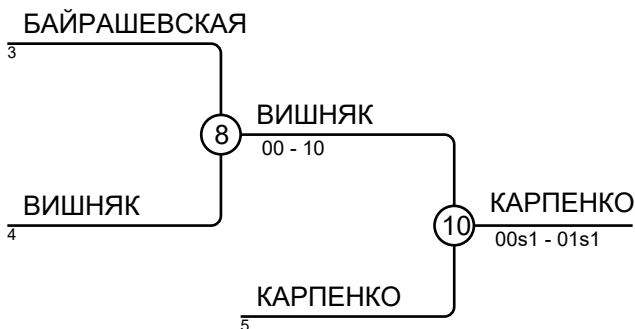 БАЙРАШЕВСКАЯ
3
8
ВИШНЯК
00 - 10
ВИШНЯК
4
10
КАРПЕНКО
00s1 - 01s1
КАРПЕНКО
5